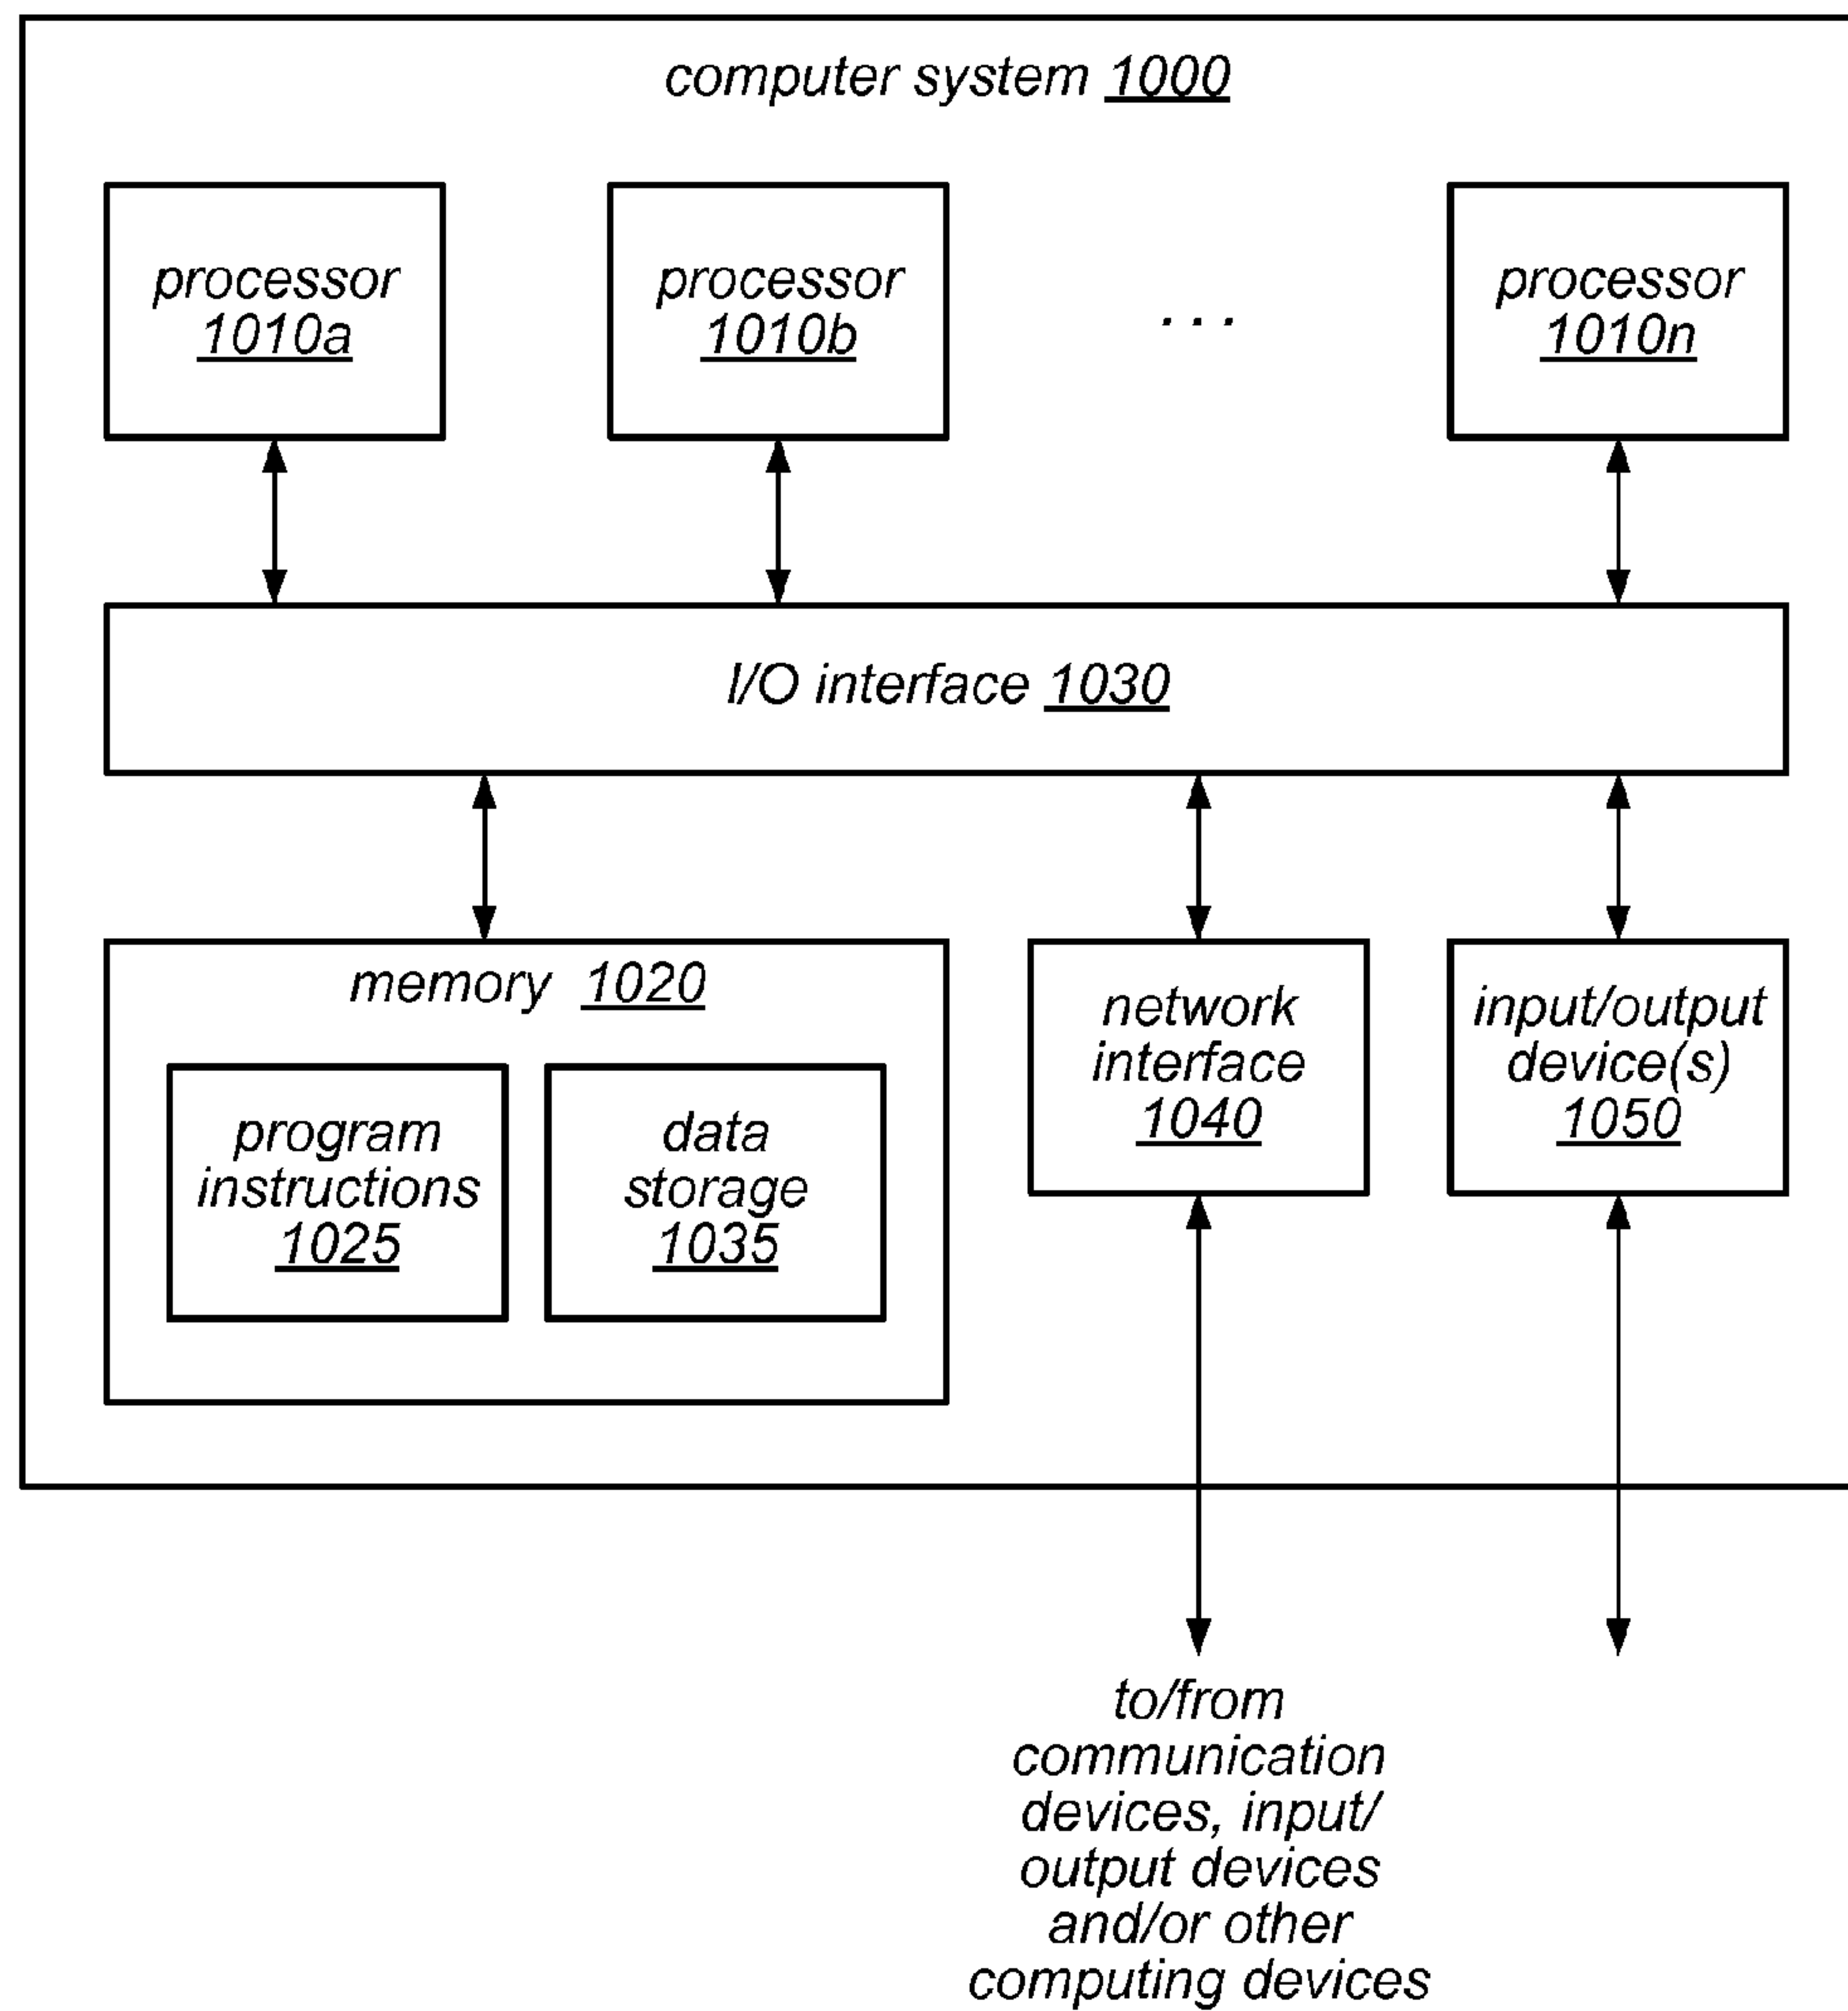 computer system 1000
processor
1010a
processor
1010b
. . .
processor
1010n
I/O interface 1030
memory 1020
program
instructions
1025
data
storage
1035
network
interface
1040
input/output
device(s)
1050
to/from
communication
devices, input/
output devices
and/or other
computing devices